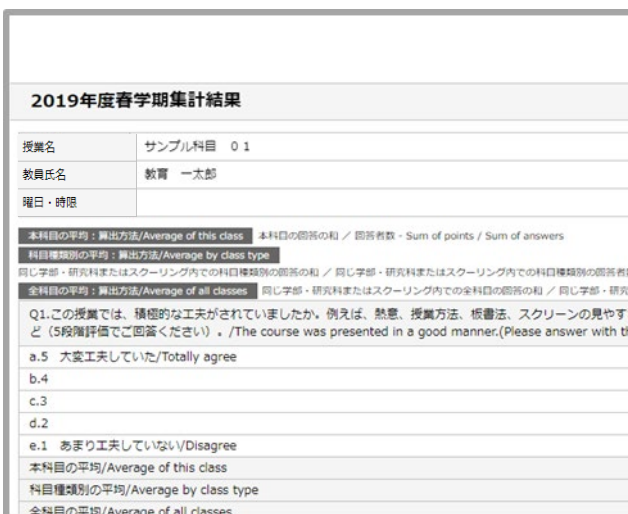 2019年度春学期集計結果
授業名 サンプル科目 01
教員氏名 教育 一太郎
曜日・時限
本科目の平均：算出方法/Average of this class 本科目の回答の和 ／ 回答者数 - Sum of points / Sum of answers
科目種類別の平均：算出方法/Average by class type
同じ学部・研究科またはスクーリング内での科目種類別の回答の和 ／ 同じ学部・研究科またはスクーリング内での科目種類別の回答者
全科目の平均：算出方法/Average of all classes 同じ学部・研究科またはスクーリング内での全科目の回答の和 ／ 同じ学部・研究
Q1.この授業では、積極的な工夫がされていましたか。例えば、熱意、授業方法、板書法、スクリーンの見やす
ど（5段階評価でご回答ください）。/The course was presented in a good manner.(Please answer with th
a.5 大変工夫していた/Totally agree
b.4
c.3
d.2
e.1 あまり工夫していない/Disagree
本科目の平均/Average of this class
科目種類別の平均/Average by class type
全科目の平均/Average of all classes